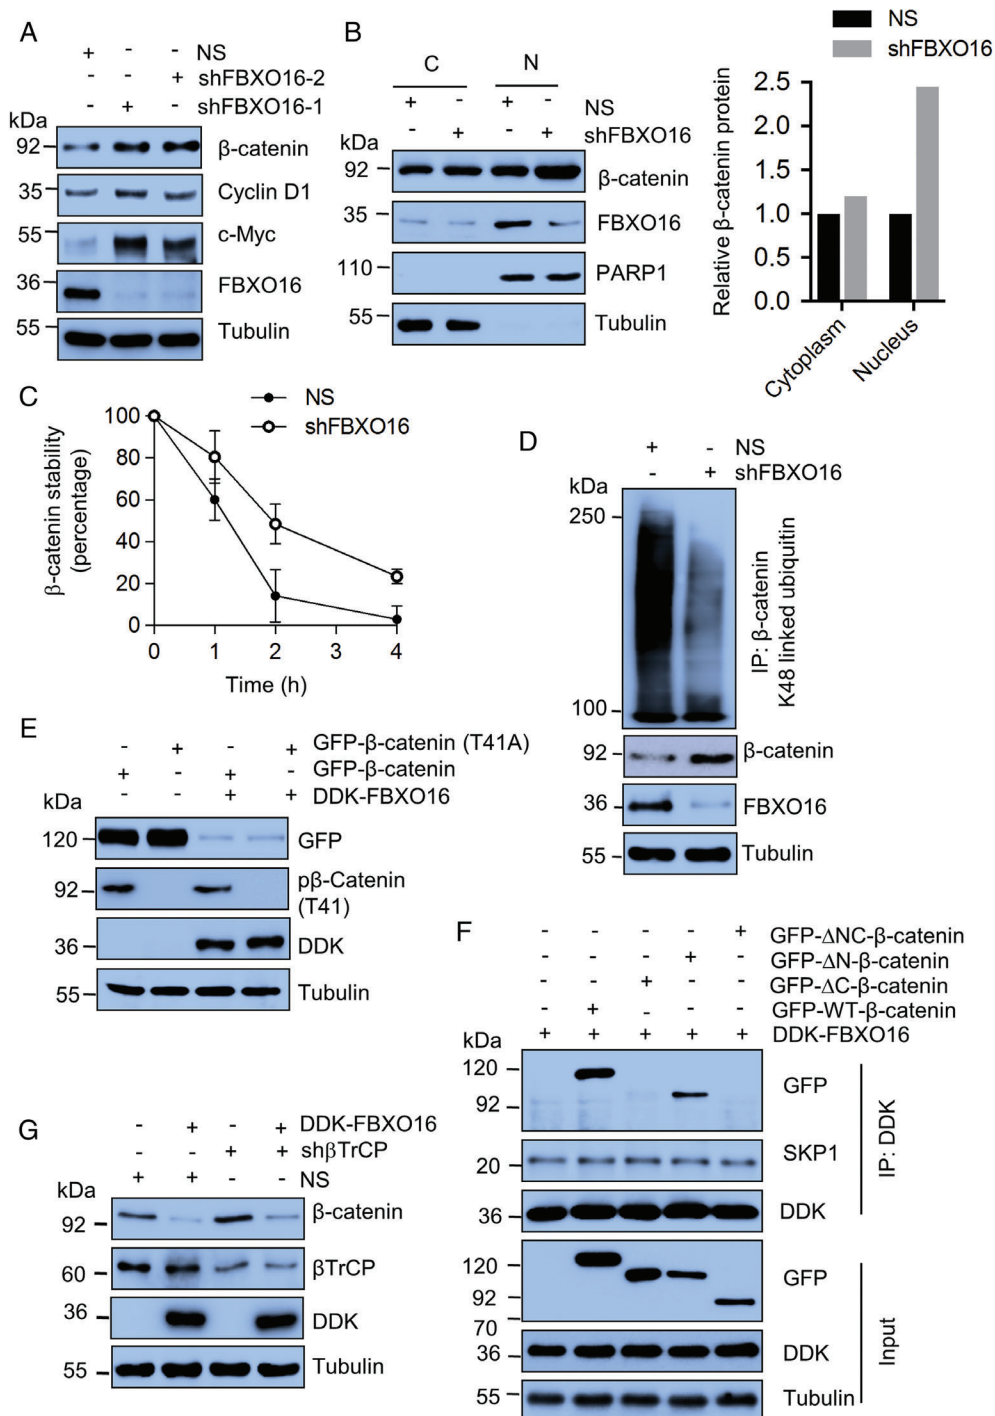 A
+ - - NS
- - + shFBXO16-2
- + - shFBXO16-1
kDa
92 β-catenin
35 Cyclin D1
55 c-Myc
36 FBXO16
55 Tubulin
B
C N
+ - + - NS
- + - + shFBXO16
kDa
92 β-catenin
35 FBXO16
110 PARP1
55 Tubulin
NS
shFBXO16
Relative β-catenin protein
2.5
2.0
1.5
1.0
0.5
0.0
Cytoplasm
Nucleus
C
NS
shFBXO16
β-catenin stability
(percentage)
100
80
60
40
20
0
0 1 2 3 4
Time (h)
D
+ - NS
- + shFBXO16
kDa
250
100
IP: β-catenin
K48 linked ubiquitin
92 β-catenin
36 FBXO16
55 Tubulin
E
- + - + GFP-β-catenin (T41A)
+ - + - GFP-β-catenin
- - + + DDK-FBXO16
kDa
120 GFP
92 pβ-Catenin
(T41)
36 DDK
55 Tubulin
F
- - - - + GFP-ΔNC-β-catenin
- - - + - GFP-ΔN-β-catenin
- - + - - GFP-ΔC-β-catenin
- + - - - GFP-WT-β-catenin
+ + + + + DDK-FBXO16
kDa
120 GFP
92
20 SKP1
36 DDK
IP: DDK
120 GFP
92
70
36 DDK
55 Tubulin
Input
G
- + - + DDK-FBXO16
- - + + shβTrCP
+ + - - NS
kDa
92 β-catenin
60 βTrCP
36 DDK
55 Tubulin